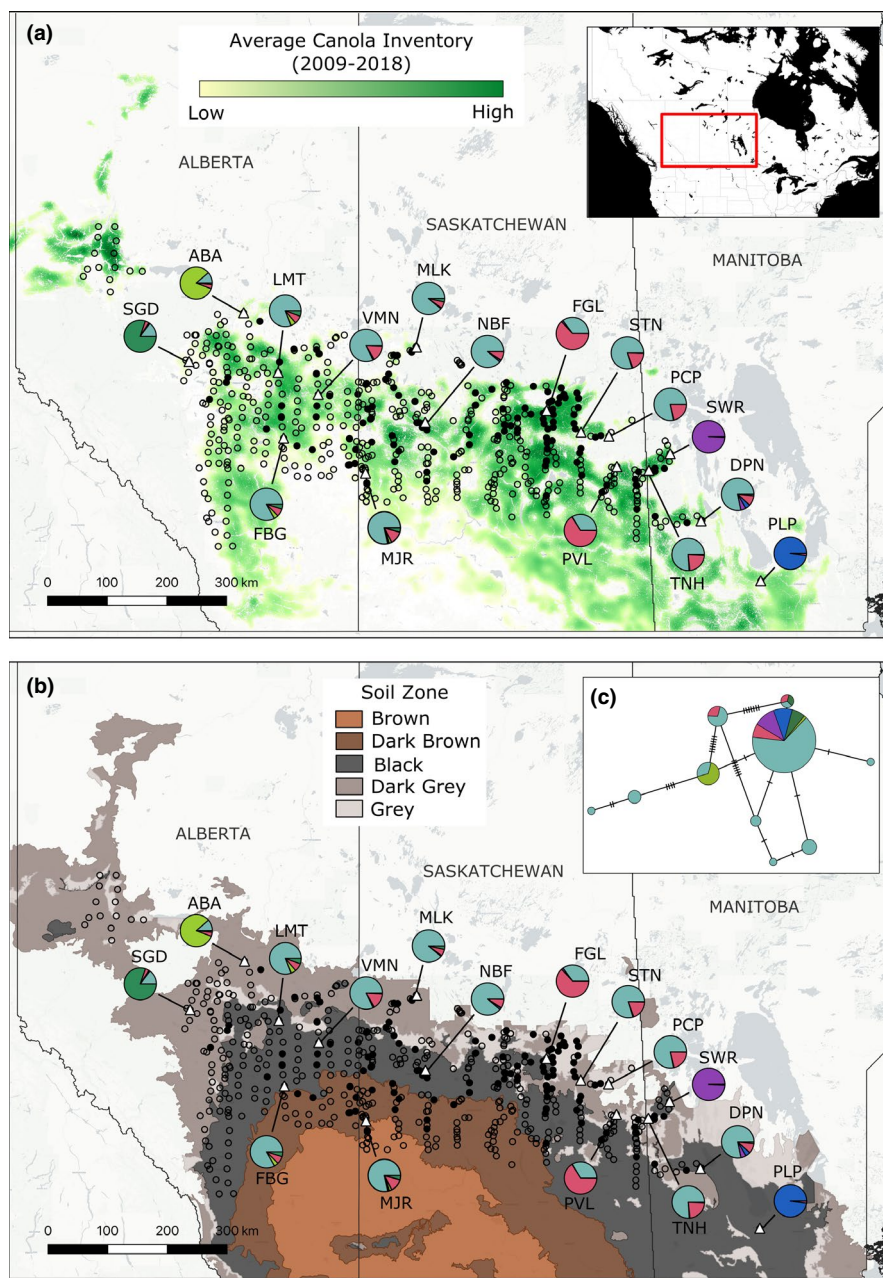 (a)
Average Canola Inventory
(2009-2018)
Low High
ALBERTA
SASKATCHEWAN
MANITOBA
ABA
LMT
MLK
SGD
VMN
NBF
FGL
STN
PCP
SWR
DPN
PLP
FBG
MJR
PVL
TNH
0 100 200 300 km
(b)
Soil Zone
Brown
Dark Brown
Black
Dark Grey
Grey
(c)
ALBERTA
SASKATCHEWAN
MANITOBA
ABA
LMT
MLK
SGD
VMN
NBF
FGL
STN
PCP
SWR
DPN
PLP
FBG
MJR
PVL
TNH
0 100 200 300 km